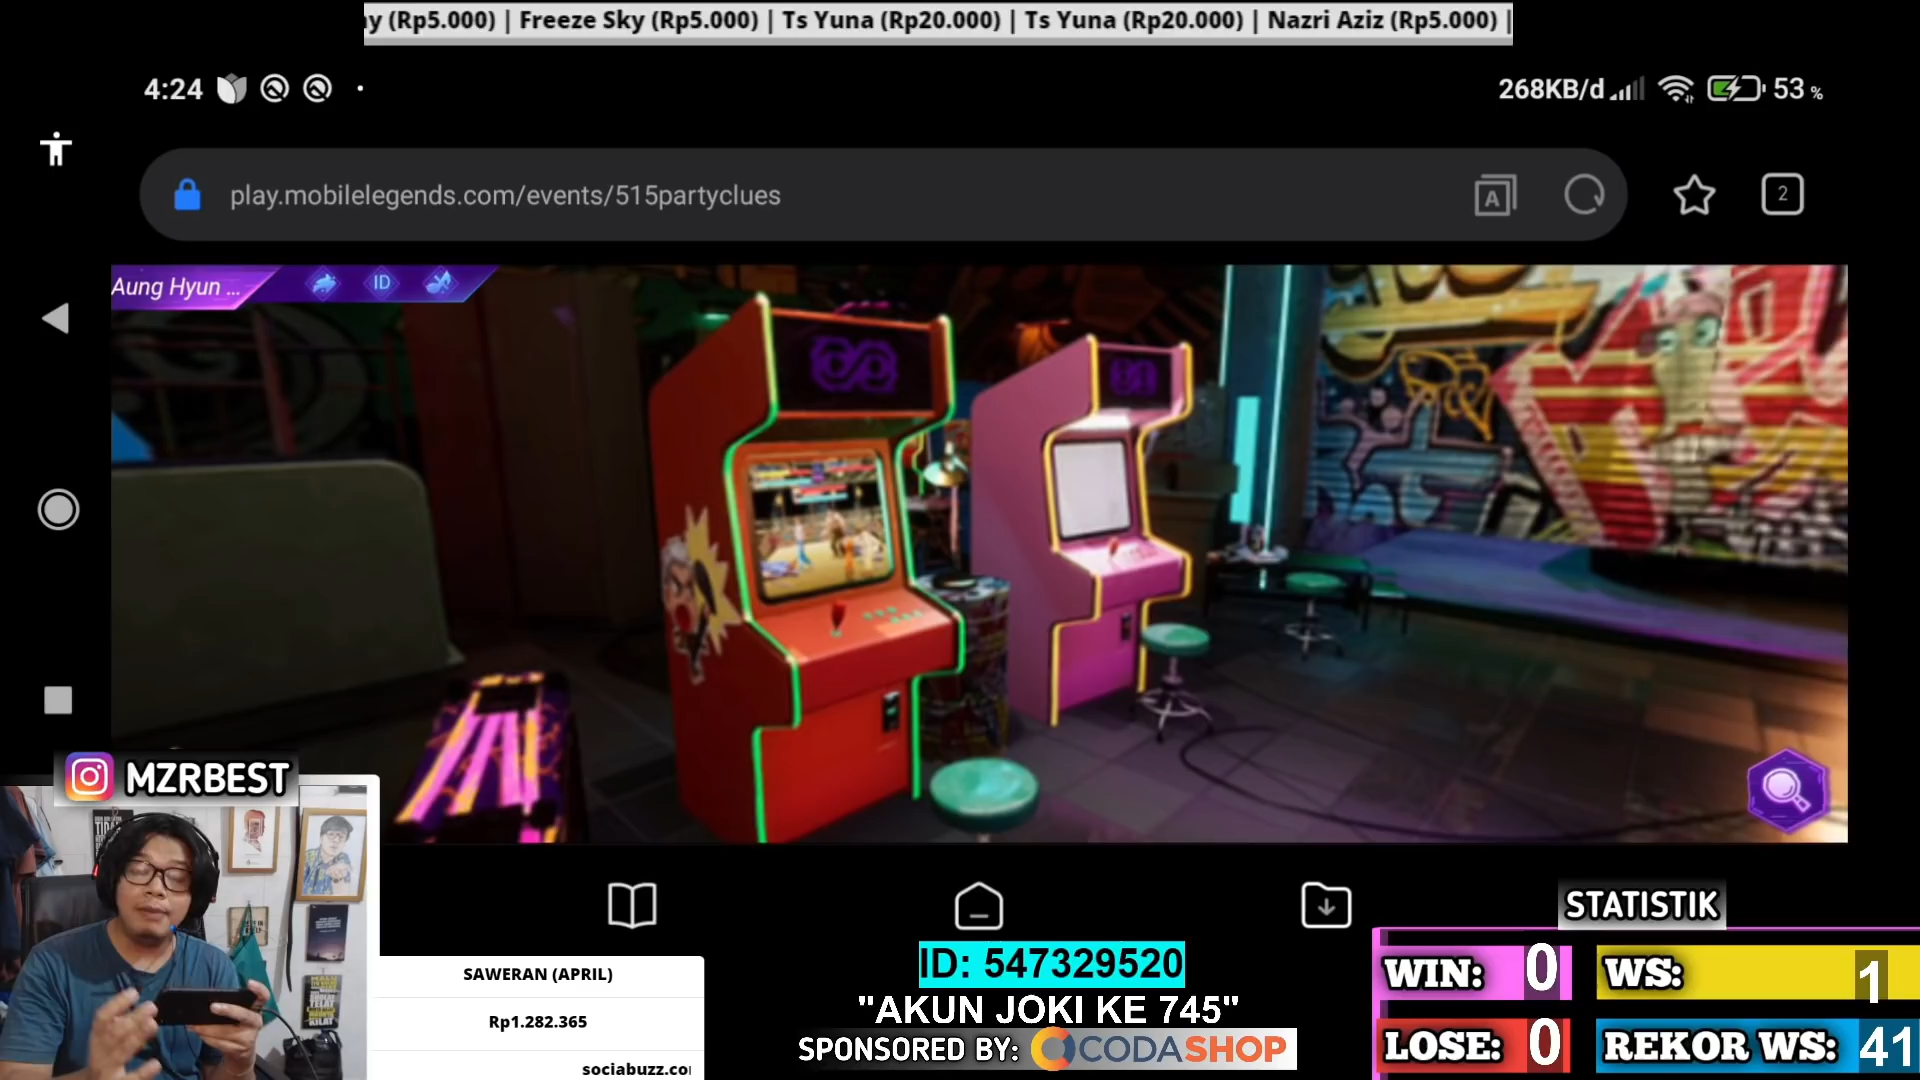 y (Rp5.000) | Freeze Sky (Rp5.000) | Ts Yuna (Rp20.000) | Ts Yuna (Rp20.000) | Nazri Aziz (Rp5.000) |
4:24
268KB/d
53 %
play.mobilelegends.com/events/515partyclues
A
2
Aung Hyun ...
ID
MZRBEST
SAWERAN (APRIL)
Rp1.282.365
sociabuzz.co
ID: 547329520
"AKUN JOKI KE 745"
SPONSORED BY: CODASHOP
STATISTIK
WIN: 0
WS: 1
LOSE: 0
REKOR WS: 41